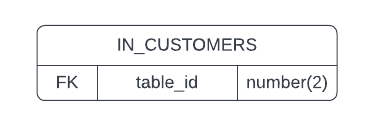 IN_CUSTOMERS
FK table_id number(2)